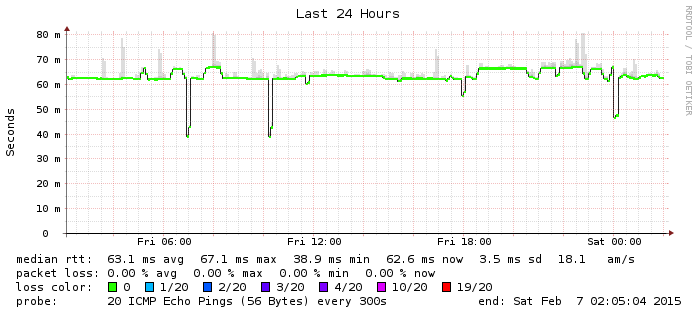 Last 24 Hours
RRDTOOL / TOBI OETIKER
Seconds
80 m
70 m
60 m
50 m
40 m
30 m
20 m
10 m
0
Fri 06:00 Fri 12:00 Fri 18:00 Sat 00:00
median rtt: 63.1 ms avg 67.1 ms max 38.9 ms min 62.6 ms now 3.5 ms sd 18.1 am/s
packet loss: 0.00 % avg 0.00 % max 0.00 % min 0.00 % now
loss color: 0 1/20 2/20 3/20 4/20 10/20 19/20
probe: 20 ICMP Echo Pings (56 Bytes) every 300s end: Sat Feb 7 02:05:04 2015